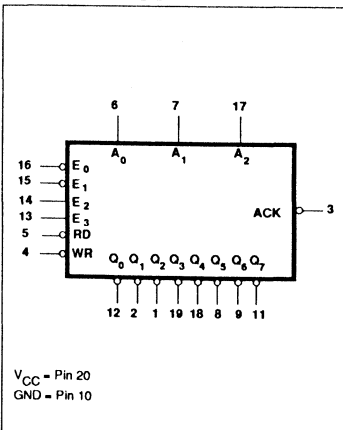 6 7 17
A0 A1 A2
16 E0
15 E1
14 E2
13 E3
ACK 3
5 RD
4 WR
Q0 Q1 Q2 Q3 Q4 Q5 Q6 Q7
12 2 1 19 18 8 9 11
VCC = Pin 20
GND = Pin 10